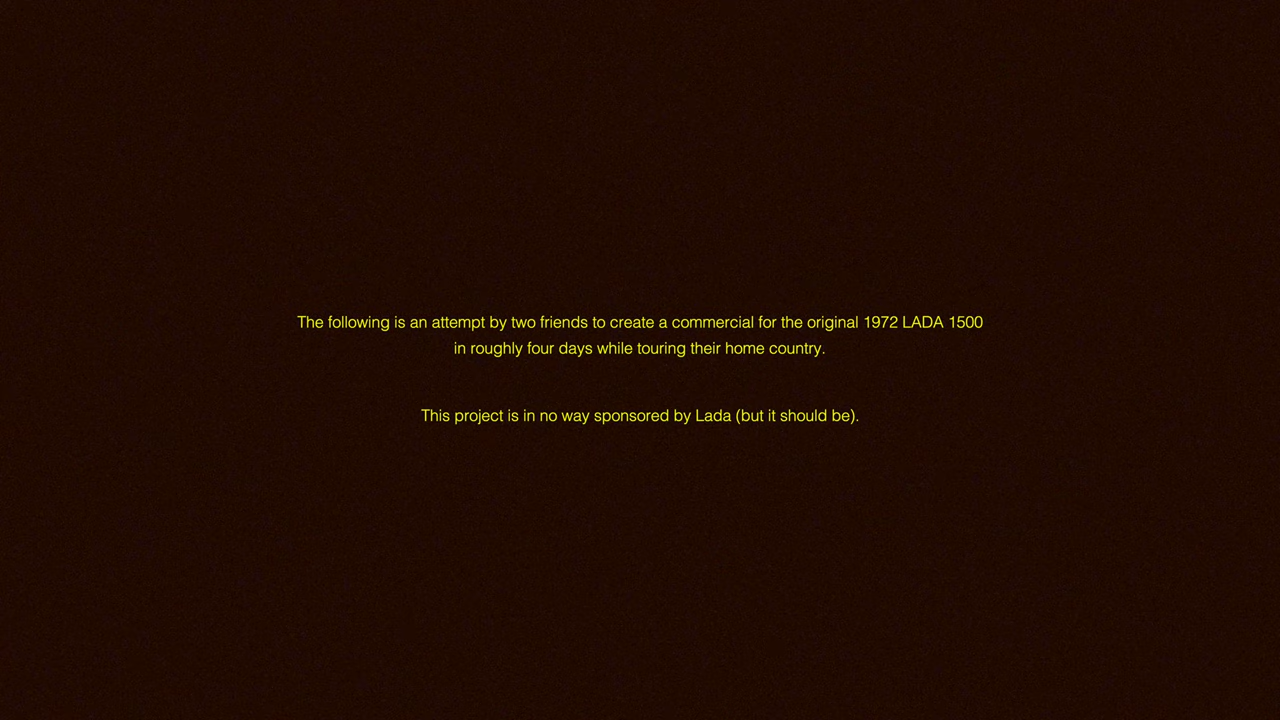 The following is an attempt by two friends to create a commercial for the original 1972 LADA 1500
in roughly four days while touring their home country.
This project is in no way sponsored by Lada (but it should be).